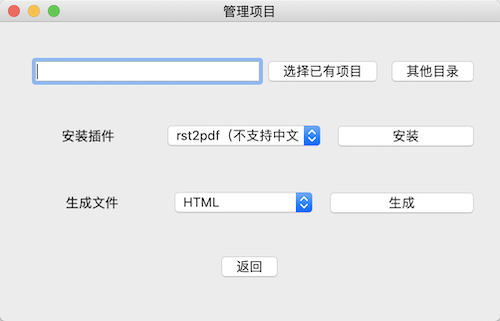 管理项目
选择已有项目 其他目录
安装插件 rst2pdf（不支持中文 安装
生成文件 HTML 生成
返回